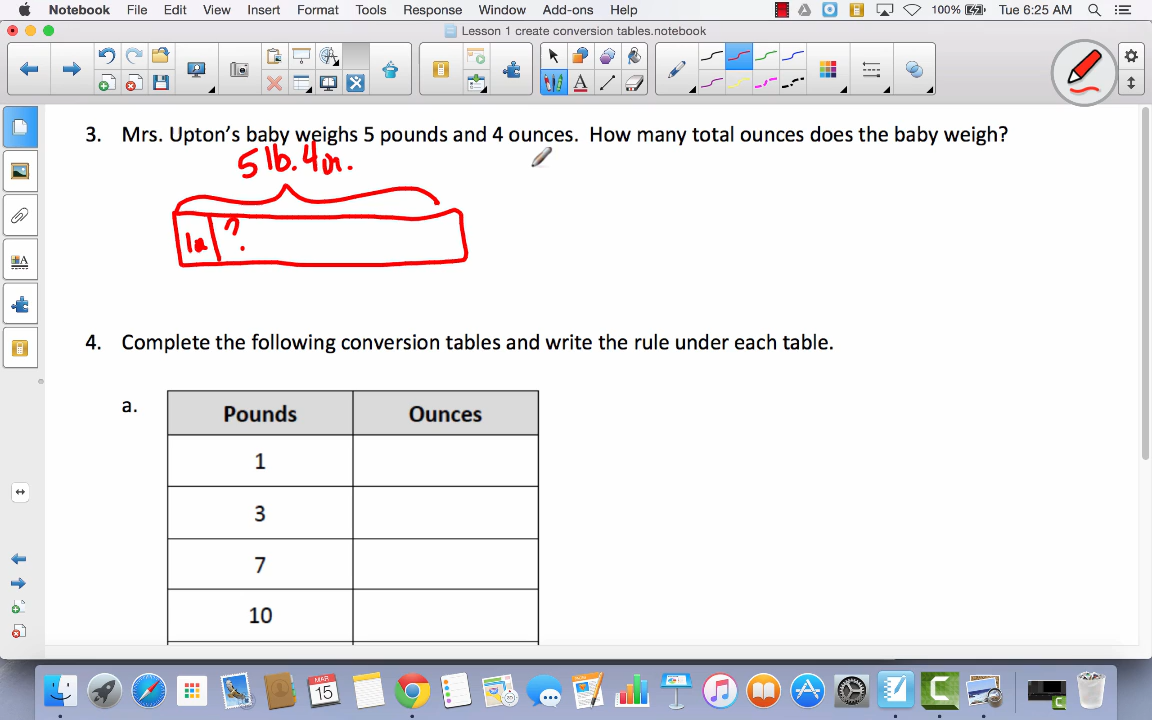 Notebook File Edit View Insert Format Tools Response Window Add-ons Help 100% Tue 6:25 AM
Lesson 1 create conversion tables.notebook
3. Mrs. Upton's baby weighs 5 pounds and 4 ounces. How many total ounces does the baby weigh?
5 lb. 4 in.
?
4. Complete the following conversion tables and write the rule under each table.
a.
Pounds Ounces
1
3
7
10
MAR
15